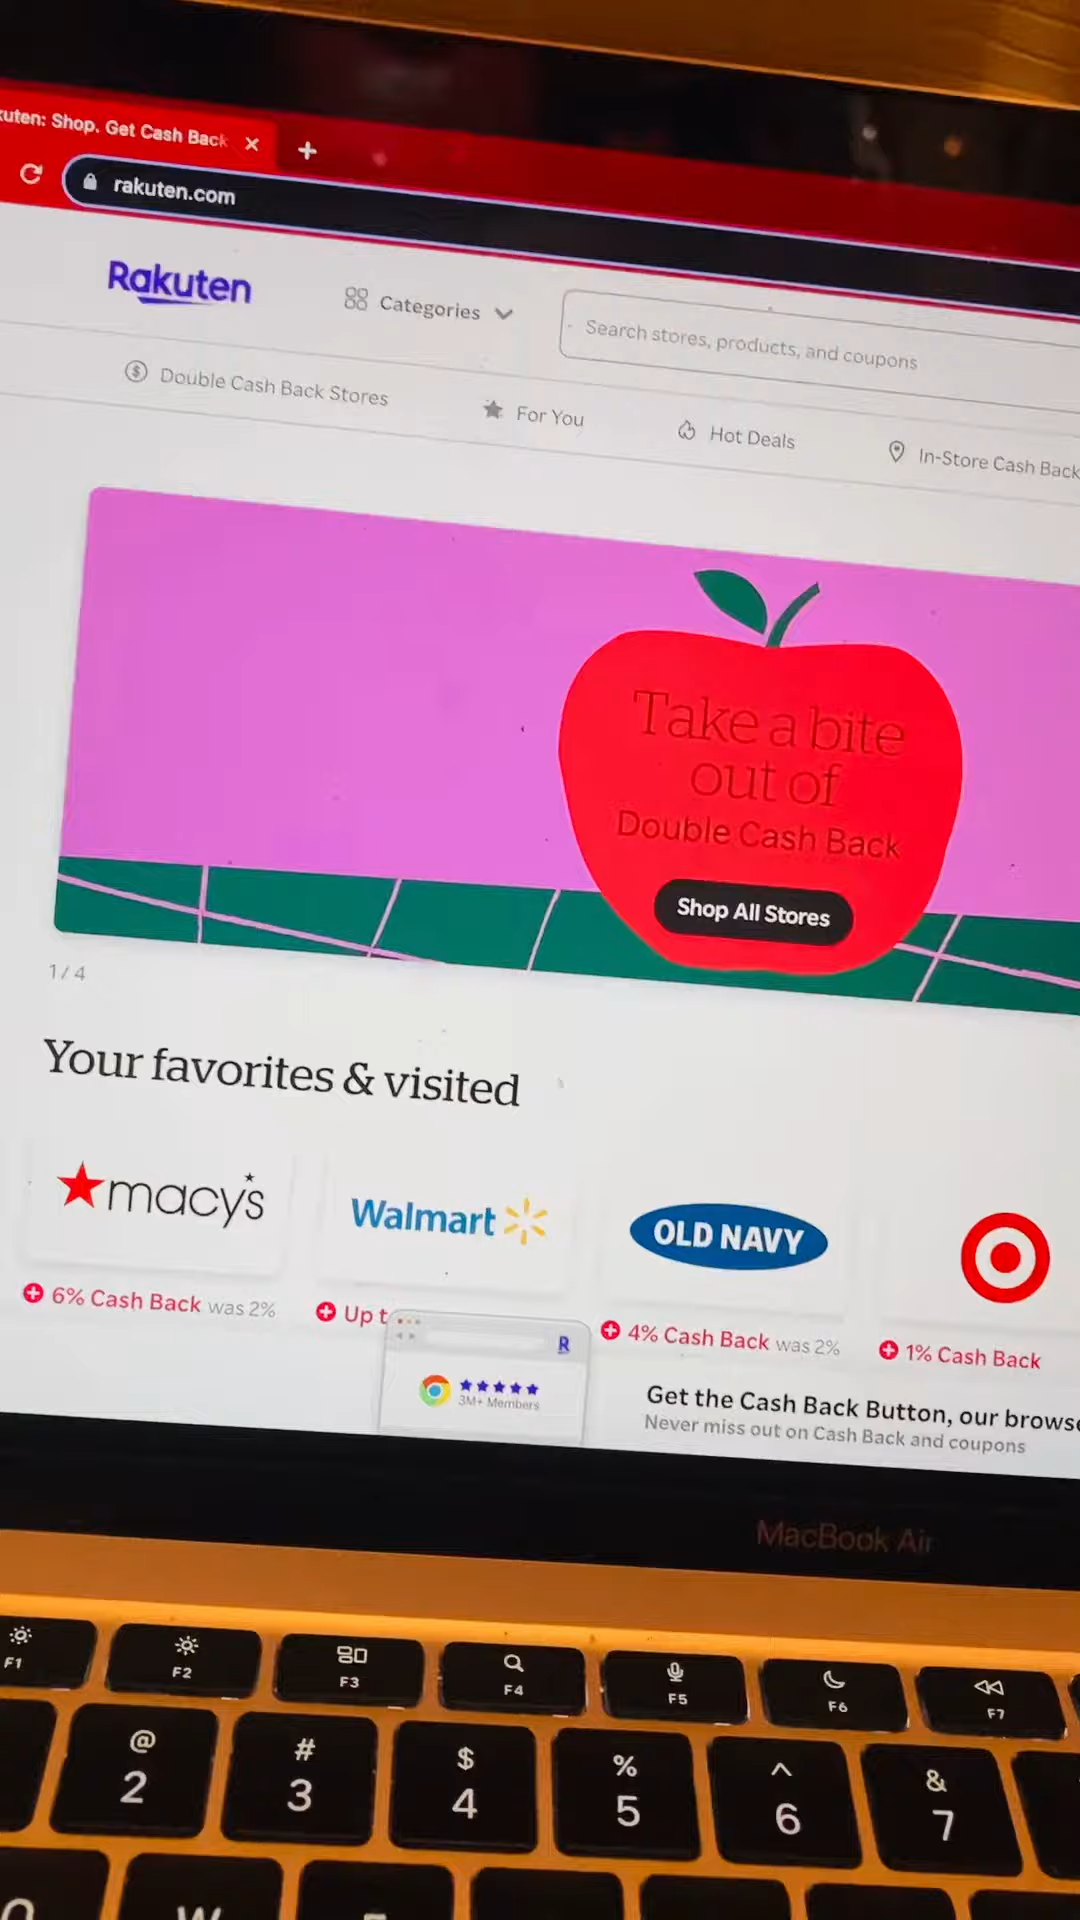 kuten: Shop. Get Cash Back
rakuten.com
Rakuten
Categories
Search stores, products, and coupons
Double Cash Back Stores
For You
Hot Deals
In-Store Cash Back
Take a bite
out of
Double Cash Back
Shop All Stores
1 / 4
Your favorites & visited
macy's
Walmart
OLD NAVY
6% Cash Back was 2%
Up t
4% Cash Back was 2%
1% Cash Back
R
3M+ Members
Get the Cash Back Button, our brows
Never miss out on Cash Back and coupons
MacBook Air
F1
F2
F3
F4
F5
F6
F7
@
2
#
3
$
4
%
5
^
6
&
7
W